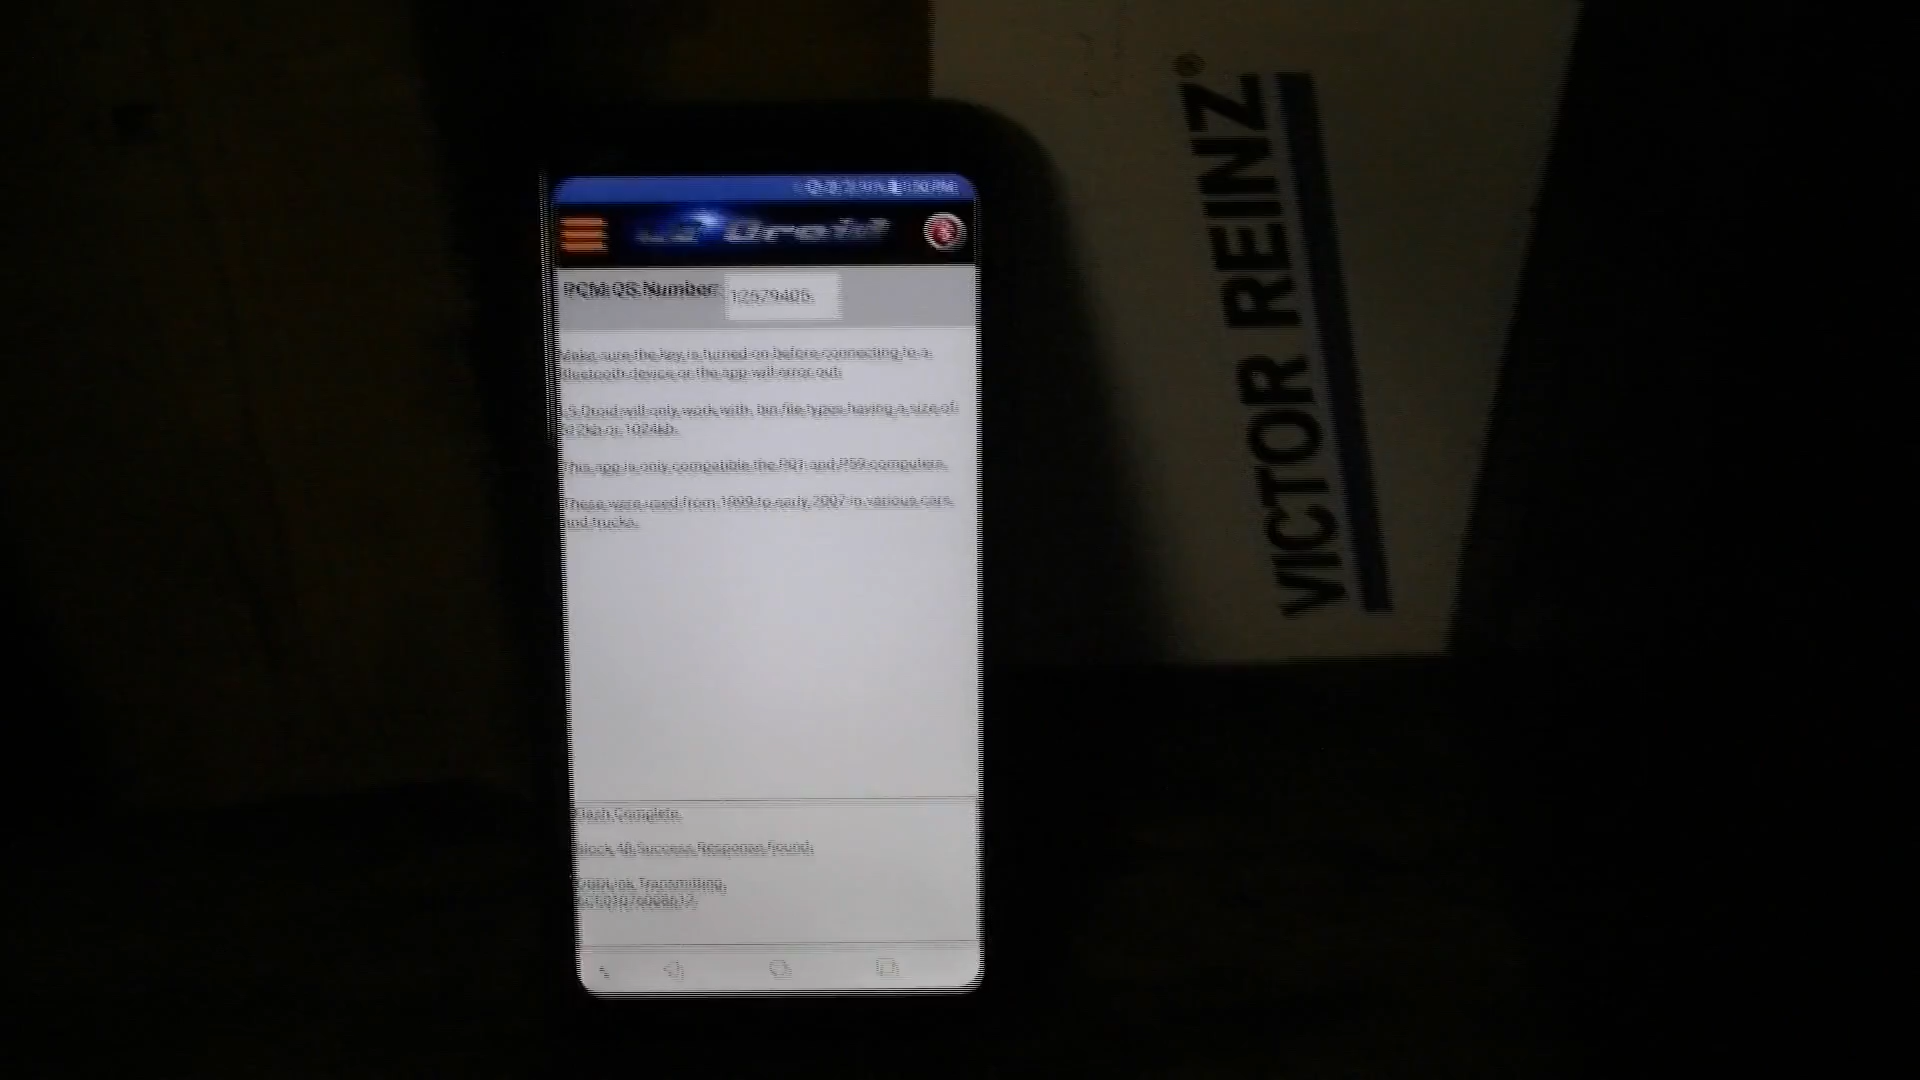 LS Droid
PCM OS Number: 12579405
Make sure the key is turned on before connecting to a
Bluetooth device or the app will error out.
LS Droid will only work with .bin file types having a size of
512kb or 1024kb.
This app is only compatible the P01 and P59 computers.
These were used from 1999 to early 2007 in various cars
and trucks.
Flash Complete.
Block 48 Success Response found.
OBDLink Transmitting,
VICTOR REINZ®